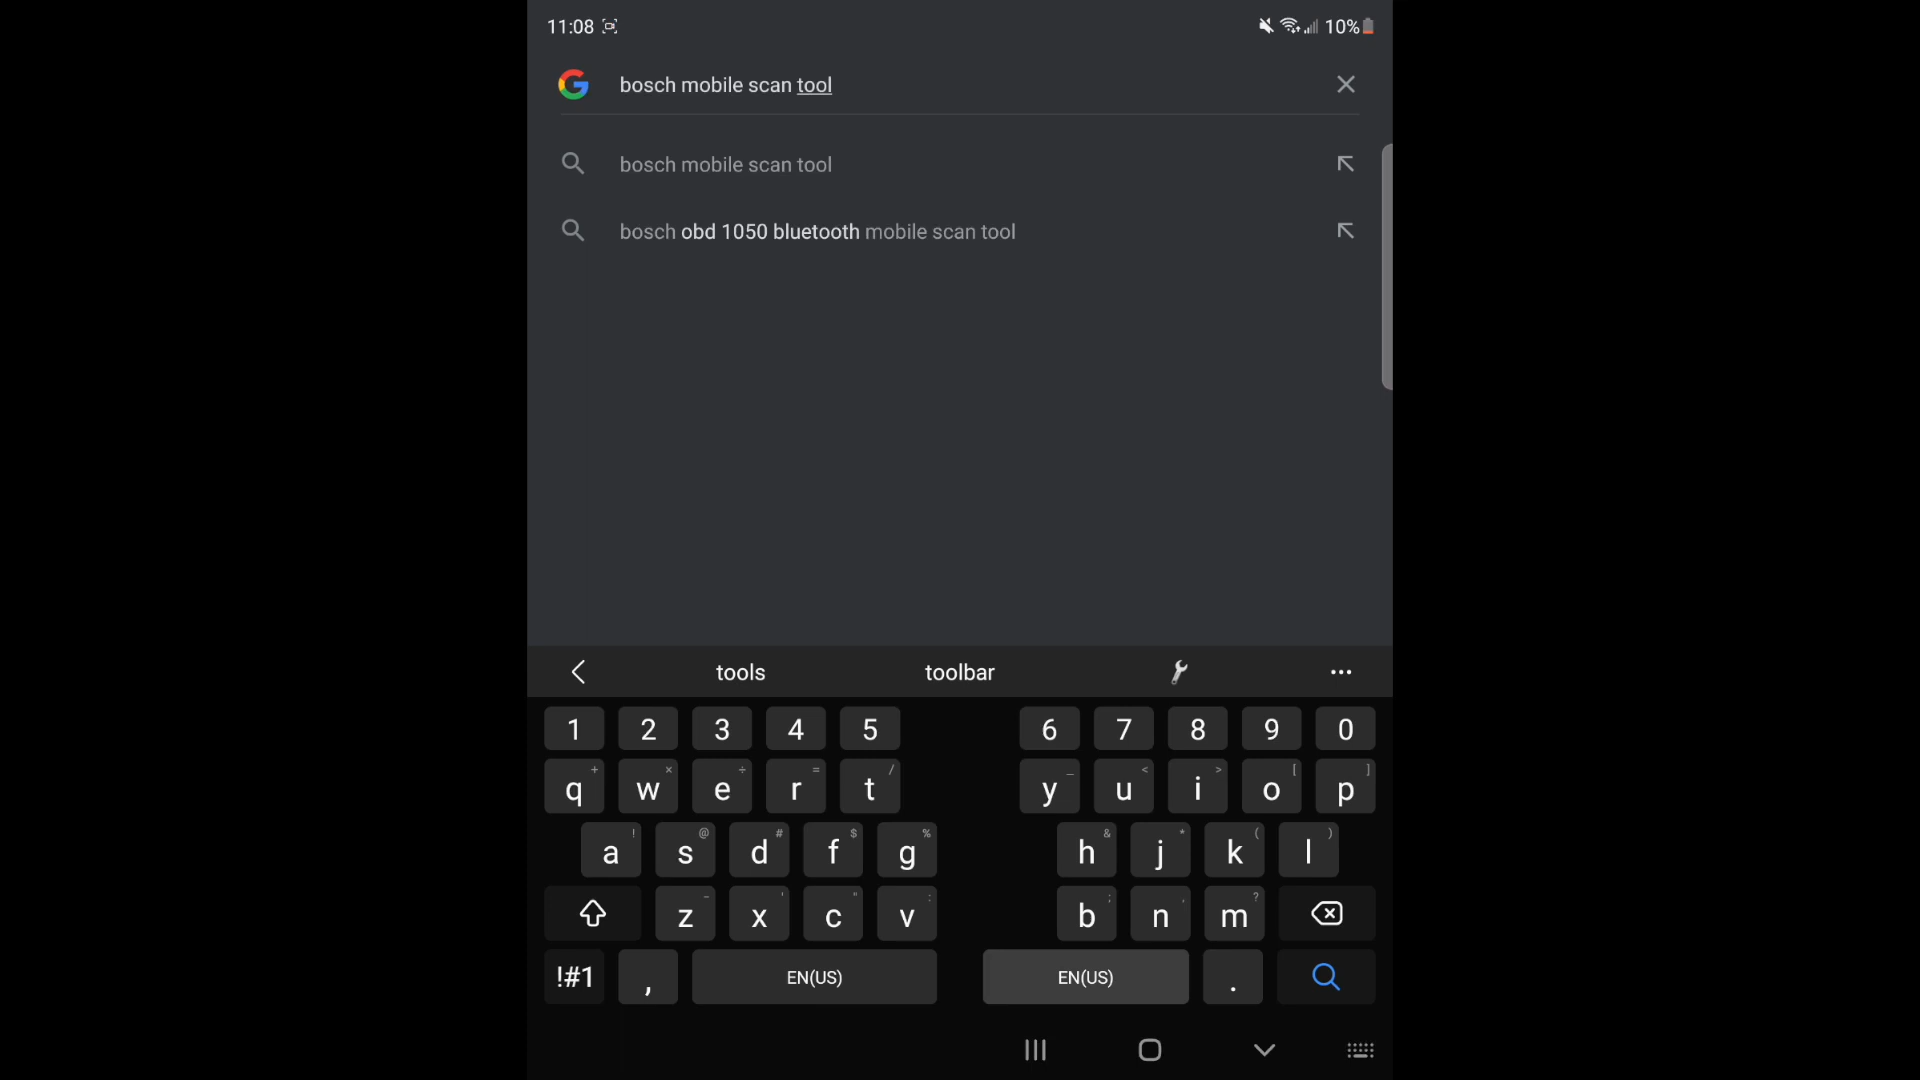 11:08 10%
bosch mobile scan tool
bosch mobile scan tool
bosch obd 1050 bluetooth mobile scan tool
tools toolbar ...
1 2 3 4 5 6 7 8 9 0
q + w × e ÷ r = t / y _ u < i > o [ p ]
a ! s @ d # f $ g % h & j * k ( l )
z - x ' c " v : b ; n , m ?
!#1 , EN(US) EN(US) .